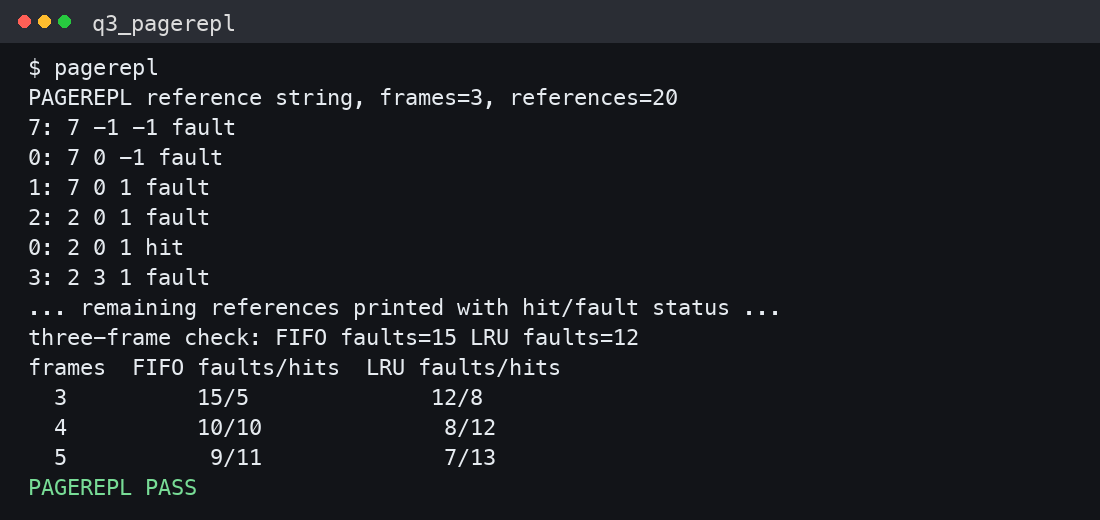 q3_pagerepl
$ pagerepl
PAGEREPL reference string, frames=3, references=20
7: 7 −1 −1 fault
0: 7 0 −1 fault
1: 7 0 1 fault
2: 2 0 1 fault
0: 2 0 1 hit
3: 2 3 1 fault
... remaining references printed with hit/fault status ...
three−frame check: FIFO faults=15 LRU faults=12
frames  FIFO faults/hits  LRU faults/hits
  3          15/5              12/8
  4          10/10              8/12
  5           9/11              7/13
PAGEREPL PASS